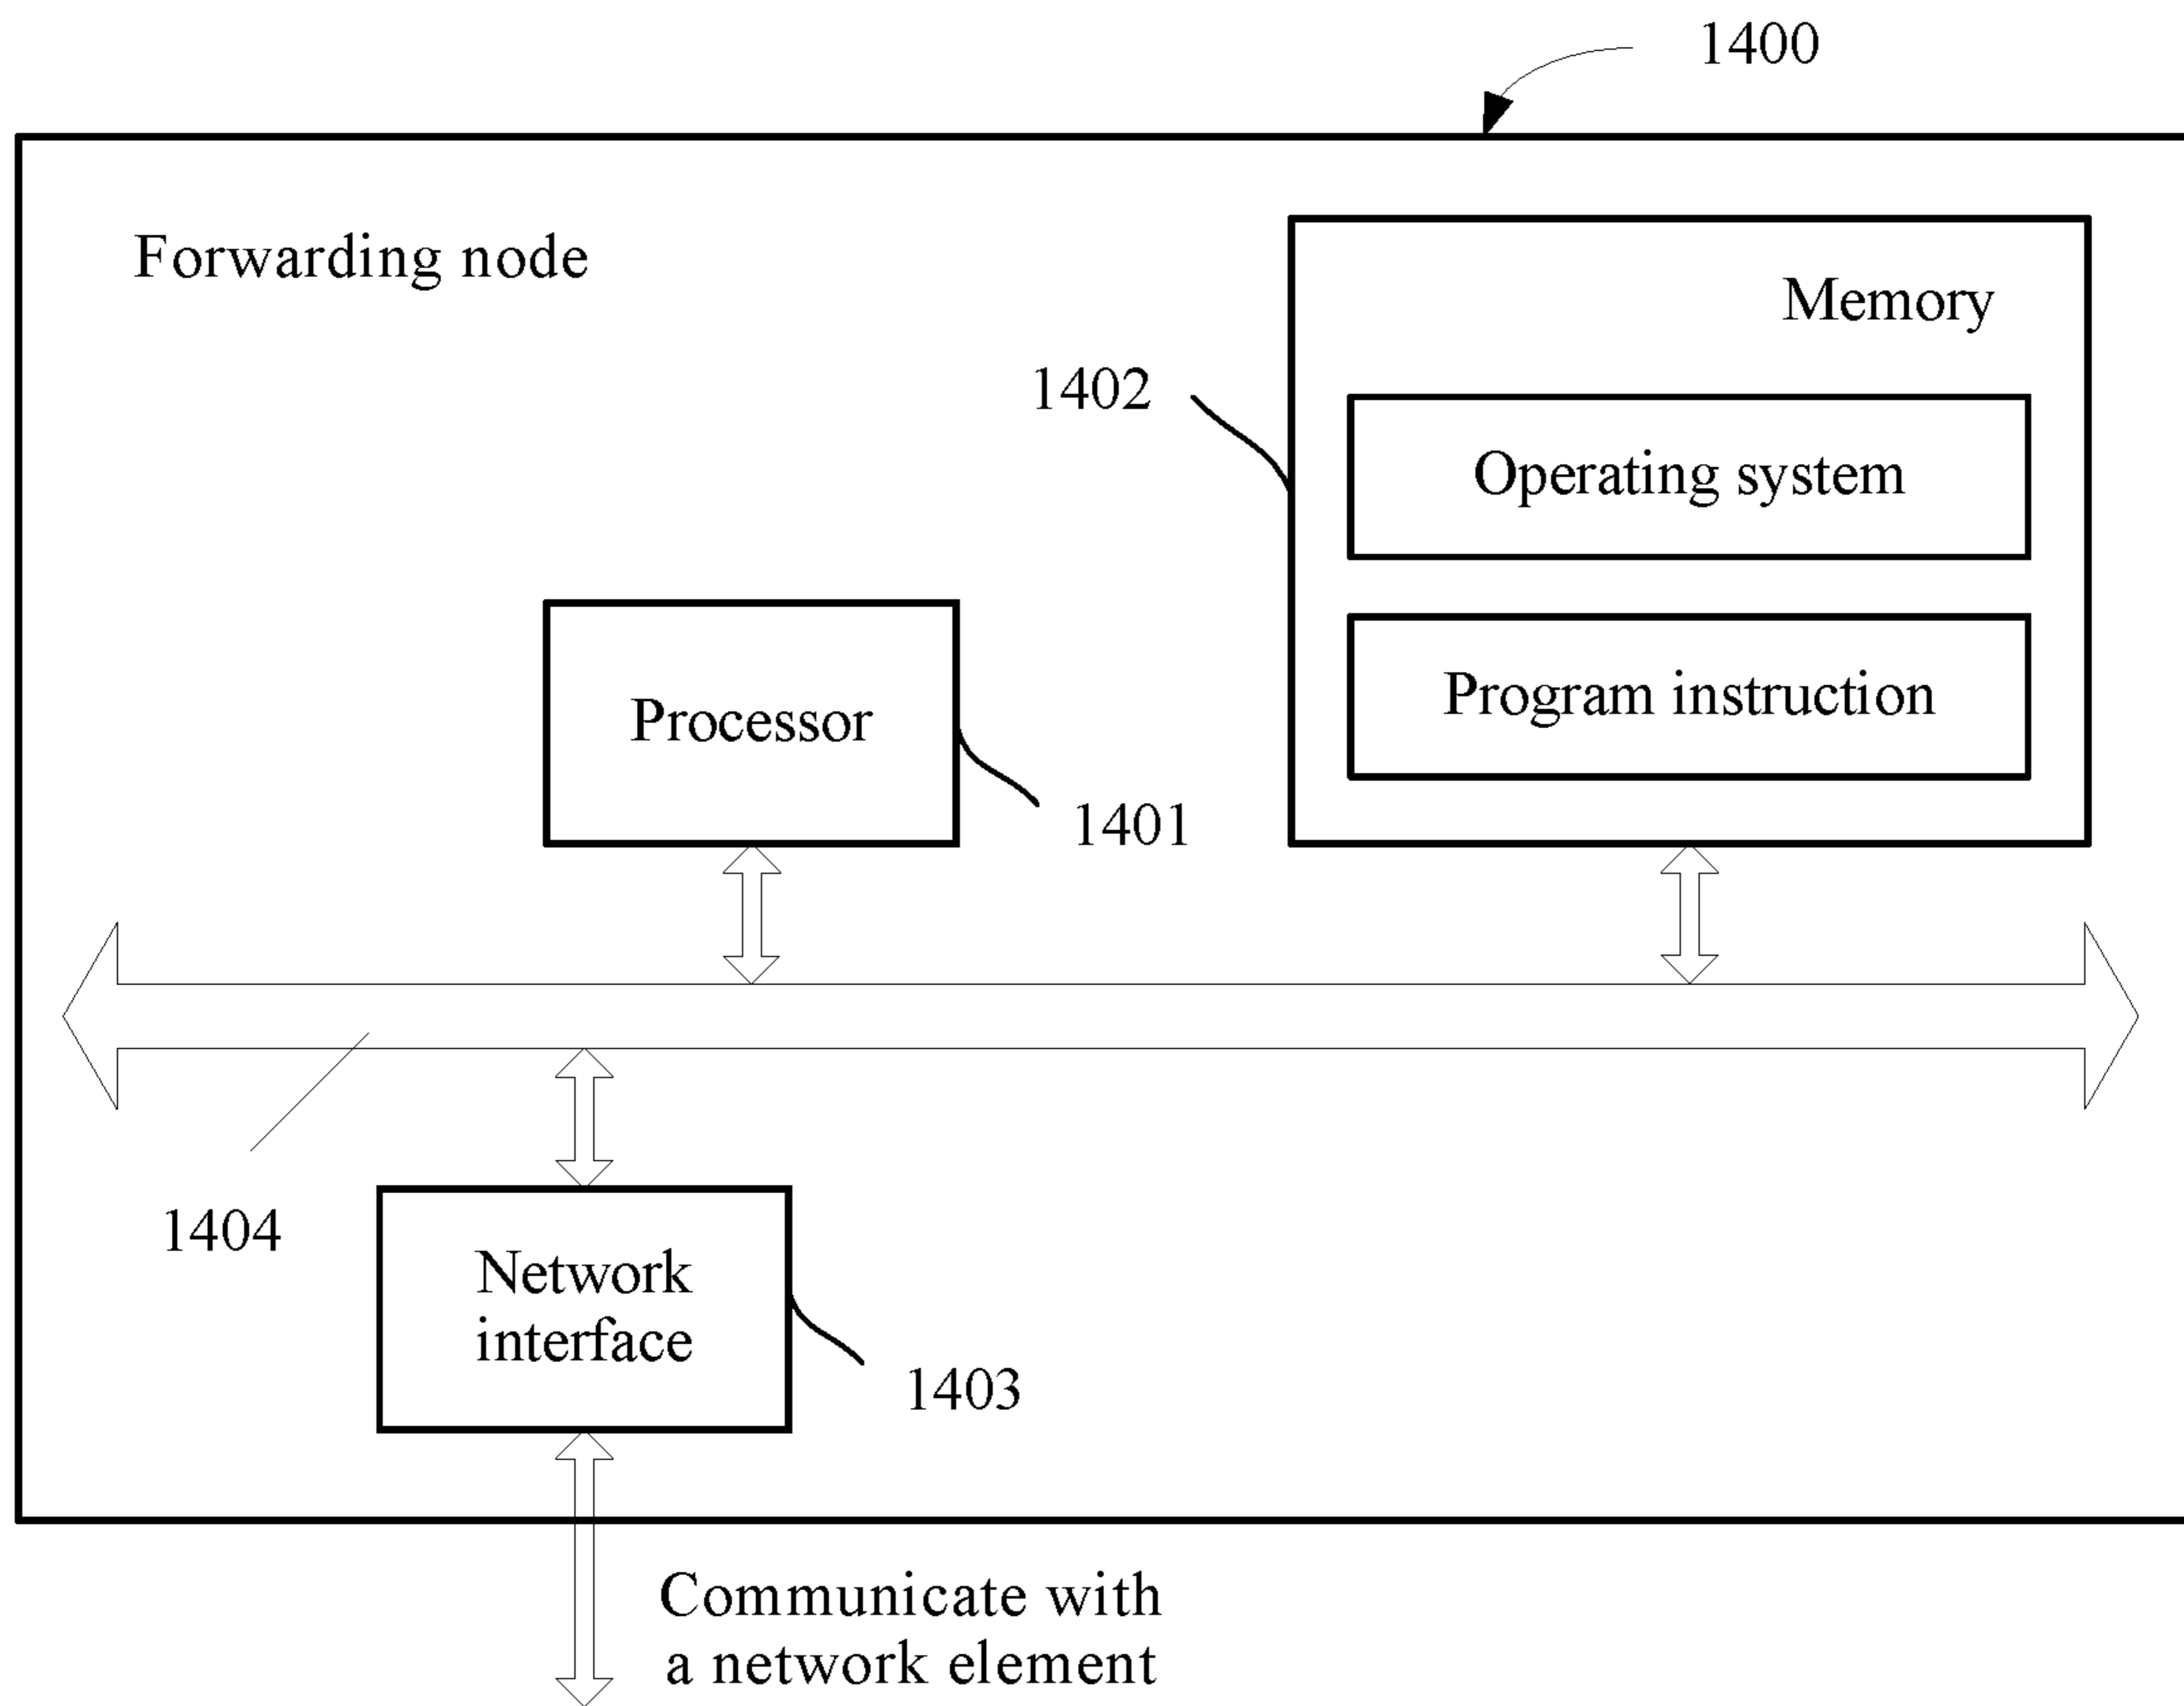 1400
Forwarding node
Memory
1402
Operating system
Program instruction
Processor
1401
1404
Network
interface
1403
Communicate with
a network element